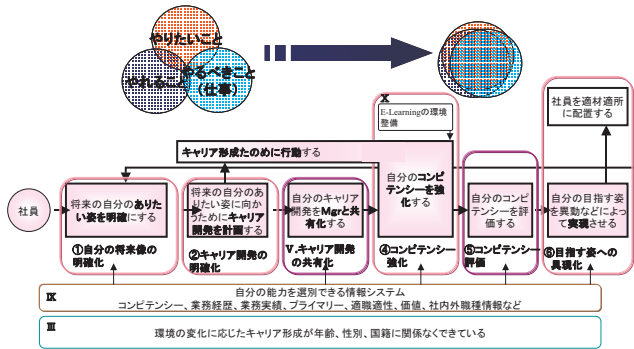 やりたいこと
やれること
やるべきこと
（仕事）
Ⅹ
E-Learningの環境
整備
社員を適材適所
に配置する
キャリア形成たのめに行動する
社員
将来の自分のありた
い姿を明確にする
将来の自分のあ
りたい姿に向か
うためにキャリア
開発を計画する
自分のキャリア
開発をMgrと共
有化する
自分のコンピ
テンシーを強
化する
自分のコンピ
テンシーを評
価する
自分の目指す姿
を異動などによっ
て実現させる
①自分の将来像の
明確化
②キャリア開発の
明確化
Ⅴ.キャリア開発
の共有化
④コンピテンシー
強化
⑤コンピテンシー
評価
⑥目指す姿への
具現化
Ⅸ
自分の能力を選別できる情報システム
コンピテンシー、業務経歴、業務実績、プライマリー、適職適性、価値、社内外職種情報など
Ⅲ
環境の変化に応じたキャリア形成が年齢、性別、国籍に関係なくできている